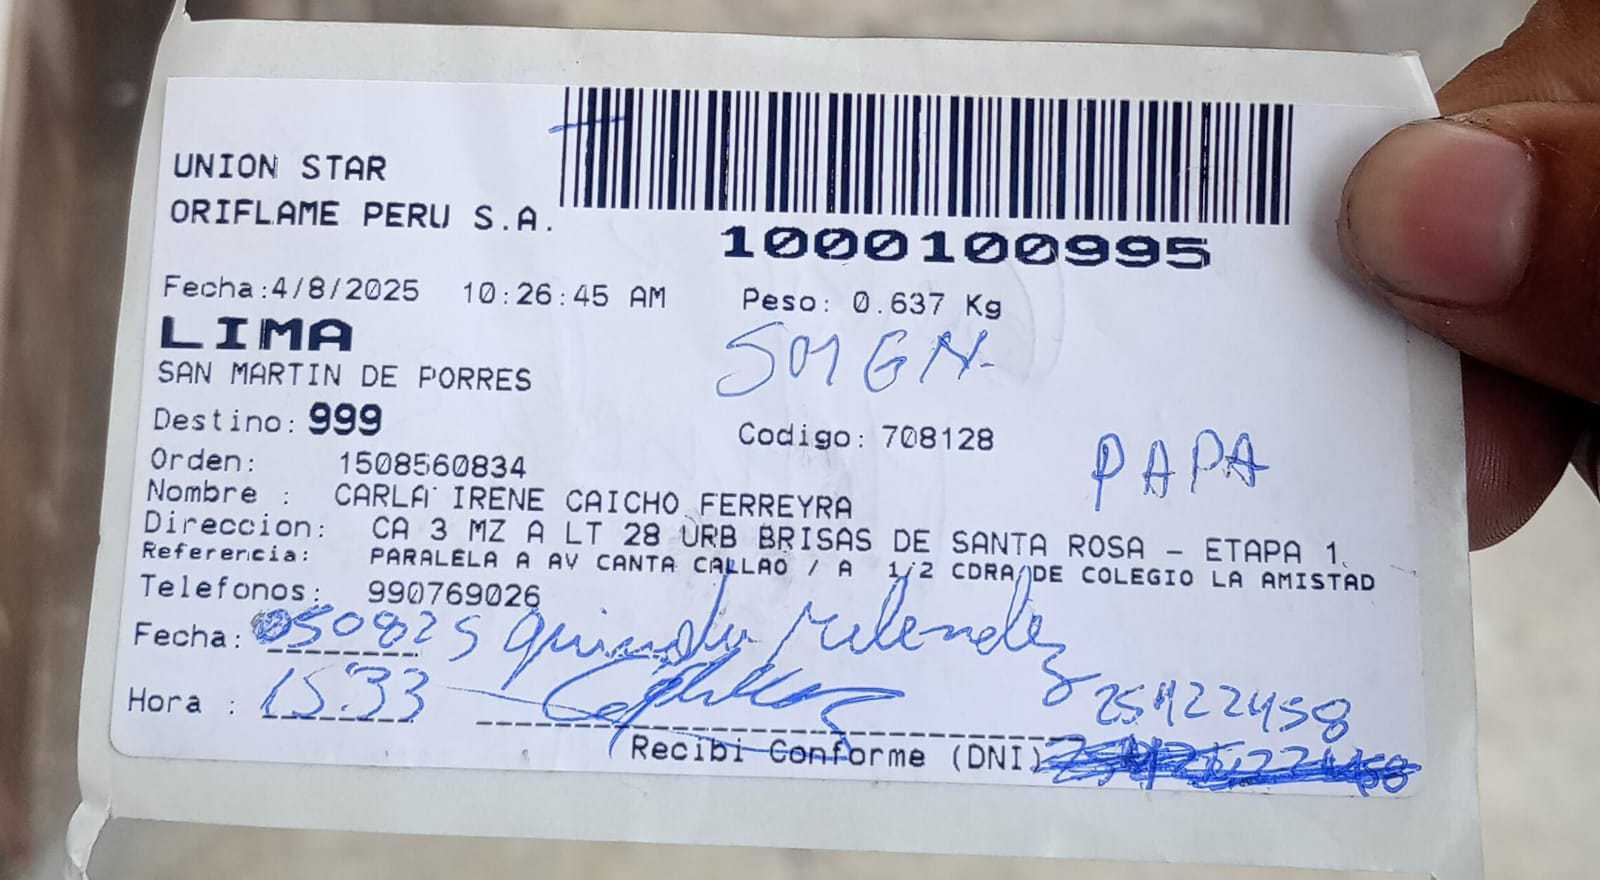 UNION STAR
ORIFLAME PERU S.A.
1000100995
Fecha:4/8/2025 10:26:45 AM Peso: 0.637 Kg
LIMA
SAN MARTIN DE PORRES
Destino: 999 Codigo: 708128
PAPA
Orden: 1508560834
Nombre : CARLA IRENE CAICHO FERREYRA
Direccion: CA 3 MZ A LT 28 URB BRISAS DE SANTA ROSA - ETAPA 1.
Referencia: PARALELA A AV CANTA CALLAO / A 1/2 CDRA DE COLEGIO LA AMISTAD
Telefonos: 990769026
Fecha: 050825
Hora : 15:33
Recibi Conforme (DNI)